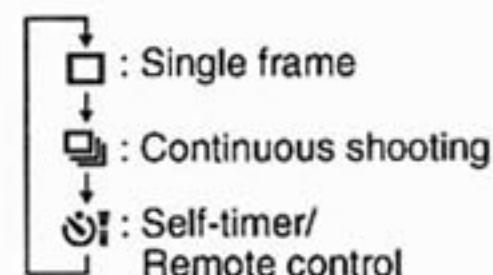 : Single frame
: Continuous shooting
: Self-timer/
Remote control